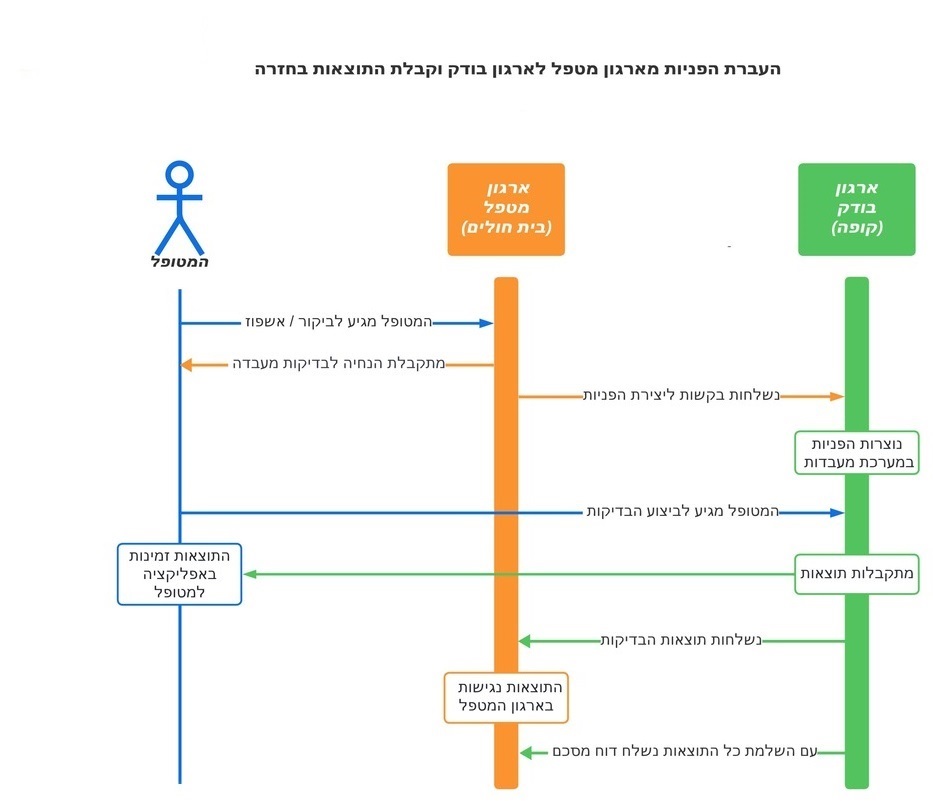 העברת הפניות מארגון מטפל לארגון בודק וקבלת התוצאות בחזרה
ארגון
בודק
(קופה)
ארגון
מטפל
(בית חולים)
המטופל
המטופל מגיע לביקור / אשפוז
מתקבלת הנחיה לבדיקות מעבדה
נשלחות בקשות ליצירת הפניות
נוצרות הפניות
במערכת מעבדות
המטופל מגיע לביצוע הבדיקות
מתקבלות תוצאות
התוצאות זמינות
באפליקציה
למטופל
נשלחות תוצאות הבדיקות
התוצאות נגישות
בארגון המטפל
עם השלמת כל התוצאות נשלח דוח מסכם